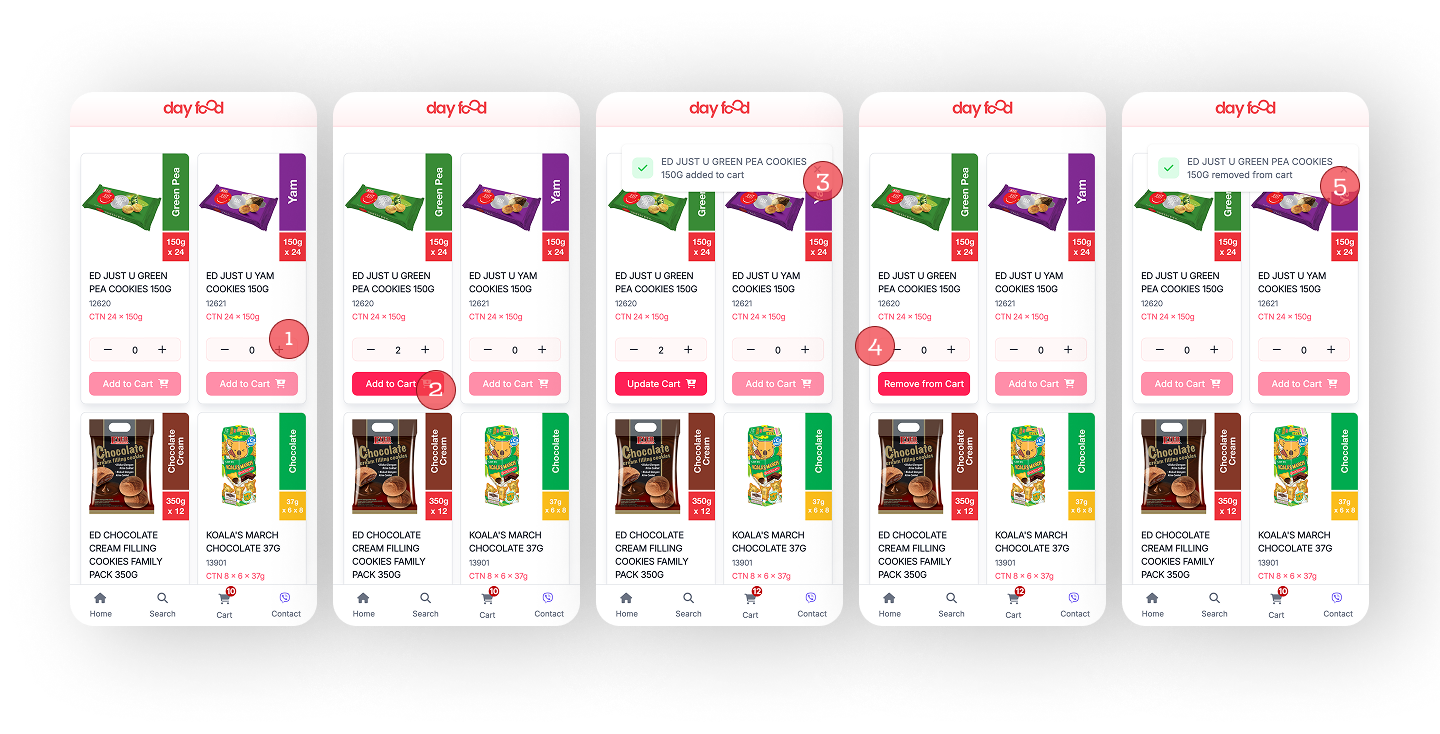 day food
Green Pea
150g
x 24
Yam
150g
x 24
ED JUST U GREEN
PEA COOKIES 150G
12620
CTN 24 × 150g
ED JUST U YAM
COOKIES 150G
12621
CTN 24 × 150g
1
− 0 +
− 0 +
Add to Cart
Add to Cart
Chocolate
Chocolate
Cream
350g
x 12
Chocolate
37g
x 6 x 8
ED CHOCOLATE
CREAM FILLING
COOKIES FAMILY
PACK 350G
KOALA'S MARCH
CHOCOLATE 37G
13901
CTN 8 × 6 × 37g
Home
Search
10
Cart
Contact
day food
Green Pea
150g
x 24
Yam
150g
x 24
ED JUST U GREEN
PEA COOKIES 150G
12620
CTN 24 × 150g
ED JUST U YAM
COOKIES 150G
12621
CTN 24 × 150g
− 2 +
− 0 +
Add to Cart
2
Add to Cart
Chocolate
Chocolate
Cream
350g
x 12
Chocolate
37g
x 6 x 8
ED CHOCOLATE
CREAM FILLING
COOKIES FAMILY
PACK 350G
KOALA'S MARCH
CHOCOLATE 37G
13901
CTN 8 × 6 × 37g
Home
Search
10
Cart
Contact
day food
ED JUST U GREEN PEA COOKIES
150G added to cart
3
150g
x 24
150g
x 24
ED JUST U GREEN
PEA COOKIES 150G
12620
CTN 24 × 150g
ED JUST U YAM
COOKIES 150G
12621
CTN 24 × 150g
− 2 +
− 0 +
Update Cart
Add to Cart
Chocolate
Chocolate
Cream
350g
x 12
Chocolate
37g
x 6 x 8
ED CHOCOLATE
CREAM FILLING
COOKIES FAMILY
PACK 350G
KOALA'S MARCH
CHOCOLATE 37G
13901
CTN 8 × 6 × 37g
Home
Search
12
Cart
Contact
day food
Green Pea
150g
x 24
Yam
150g
x 24
ED JUST U GREEN
PEA COOKIES 150G
12620
CTN 24 × 150g
ED JUST U YAM
COOKIES 150G
12621
CTN 24 × 150g
4
− 0 +
− 0 +
Remove from Cart
Add to Cart
Chocolate
Chocolate
Cream
350g
x 12
Chocolate
37g
x 6 x 8
ED CHOCOLATE
CREAM FILLING
COOKIES FAMILY
PACK 350G
KOALA'S MARCH
CHOCOLATE 37G
13901
CTN 8 × 6 × 37g
Home
Search
12
Cart
Contact
day food
ED JUST U GREEN PEA COOKIES
150G removed from cart
5
150g
x 24
150g
x 24
ED JUST U GREEN
PEA COOKIES 150G
12620
CTN 24 × 150g
ED JUST U YAM
COOKIES 150G
12621
CTN 24 × 150g
− 0 +
− 0 +
Add to Cart
Add to Cart
Chocolate
Chocolate
Cream
350g
x 12
Chocolate
37g
x 6 x 8
ED CHOCOLATE
CREAM FILLING
COOKIES FAMILY
PACK 350G
KOALA'S MARCH
CHOCOLATE 37G
13901
CTN 8 × 6 × 37g
Home
Search
10
Cart
Contact